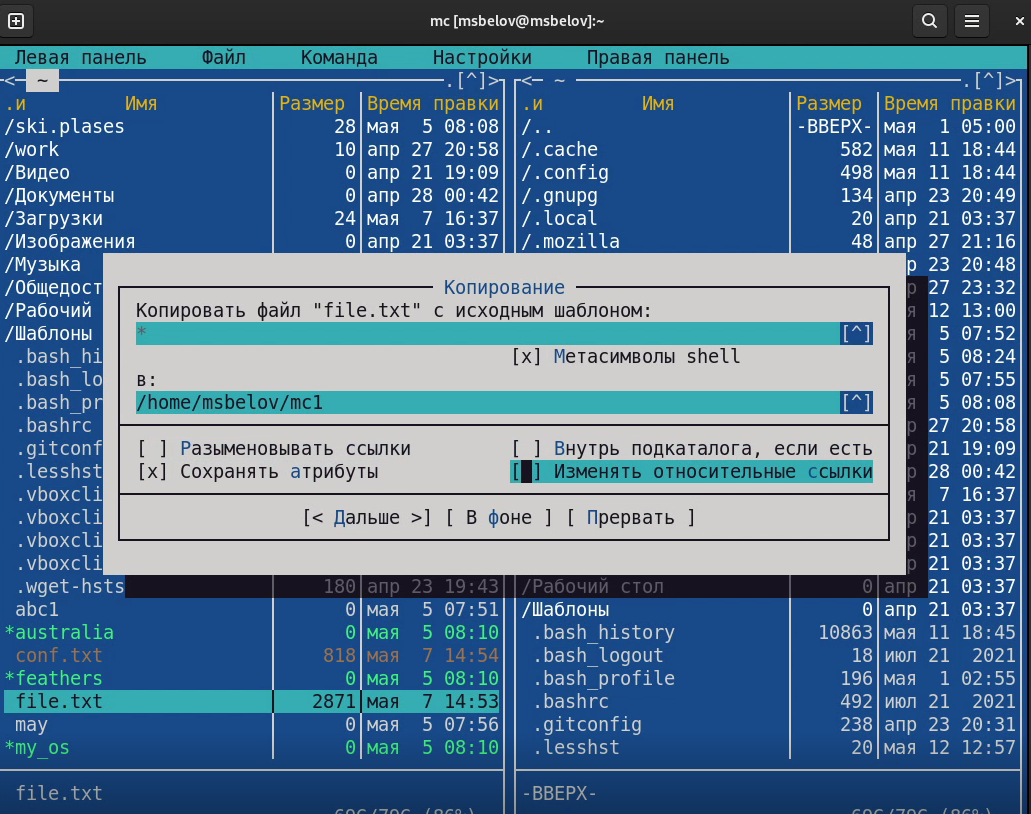 mc [msbelov@msbelov]:~
Левая панель Файл Команда Настройки Правая панель
<─ ~ .[^]> <─ ~ .[^]>
.и Имя Размер Время правки .и Имя Размер Время правки
/ski.plases 28 мая 5 08:08 /.. -ВВЕРХ- мая 1 05:00
/work 10 апр 27 20:58 /.cache 582 мая 11 18:44
/Видео 0 апр 21 19:09 /.config 498 мая 11 18:44
/Документы 0 апр 28 00:42 /.gnupg 134 апр 23 20:49
/Загрузки 24 мая 7 16:37 /.local 20 апр 21 03:37
/Изображения 0 апр 21 03:37 /.mozilla 48 апр 27 21:16
/Музыка р 23 20:48
/Общедост Копирование р 27 23:32
/Рабочий Копировать файл "file.txt" с исходным шаблоном: я 12 13:00
/Шаблоны * [^] я 5 07:52
.bash_hi [x] Метасимволы shell я 5 08:24
.bash_lo в: я 07:55
.bash_pr /home/msbelov/mc1 [^] я 5 08:08
.bashrc р 27 20:58
.gitconf [ ] Разыменовывать ссылки [ ] Внутрь подкаталога, если есть р 21 19:09
.lesshst [x] Сохранять атрибуты [ ] Изменять относительные ссылки р 28 00:42
.vboxcli я 7 16:37
.vboxcli [< Дальше >] [ В фоне ] [ Прервать ] р 21 03:37
.vboxcli р 21 03:37
.vboxcli р 21 03:37
.wget-hsts 180 апр 23 19:43 /Рабочий стол 0 апр 21 03:37
abc1 0 мая 5 07:51 /Шаблоны 0 апр 21 03:37
*australia 0 мая 5 08:10 .bash_history 10863 мая 11 18:45
conf.txt 818 мая 7 14:54 .bash_logout 18 июл 21 2021
*feathers 0 мая 5 08:10 .bash_profile 196 мая 1 02:55
file.txt 2871 мая 7 14:53 .bashrc 492 июл 21 2021
may 0 мая 5 07:56 .gitconfig 238 апр 23 20:31
*my_os 0 мая 5 08:10 .lesshst 20 мая 12 12:57
file.txt -ВВЕРХ-